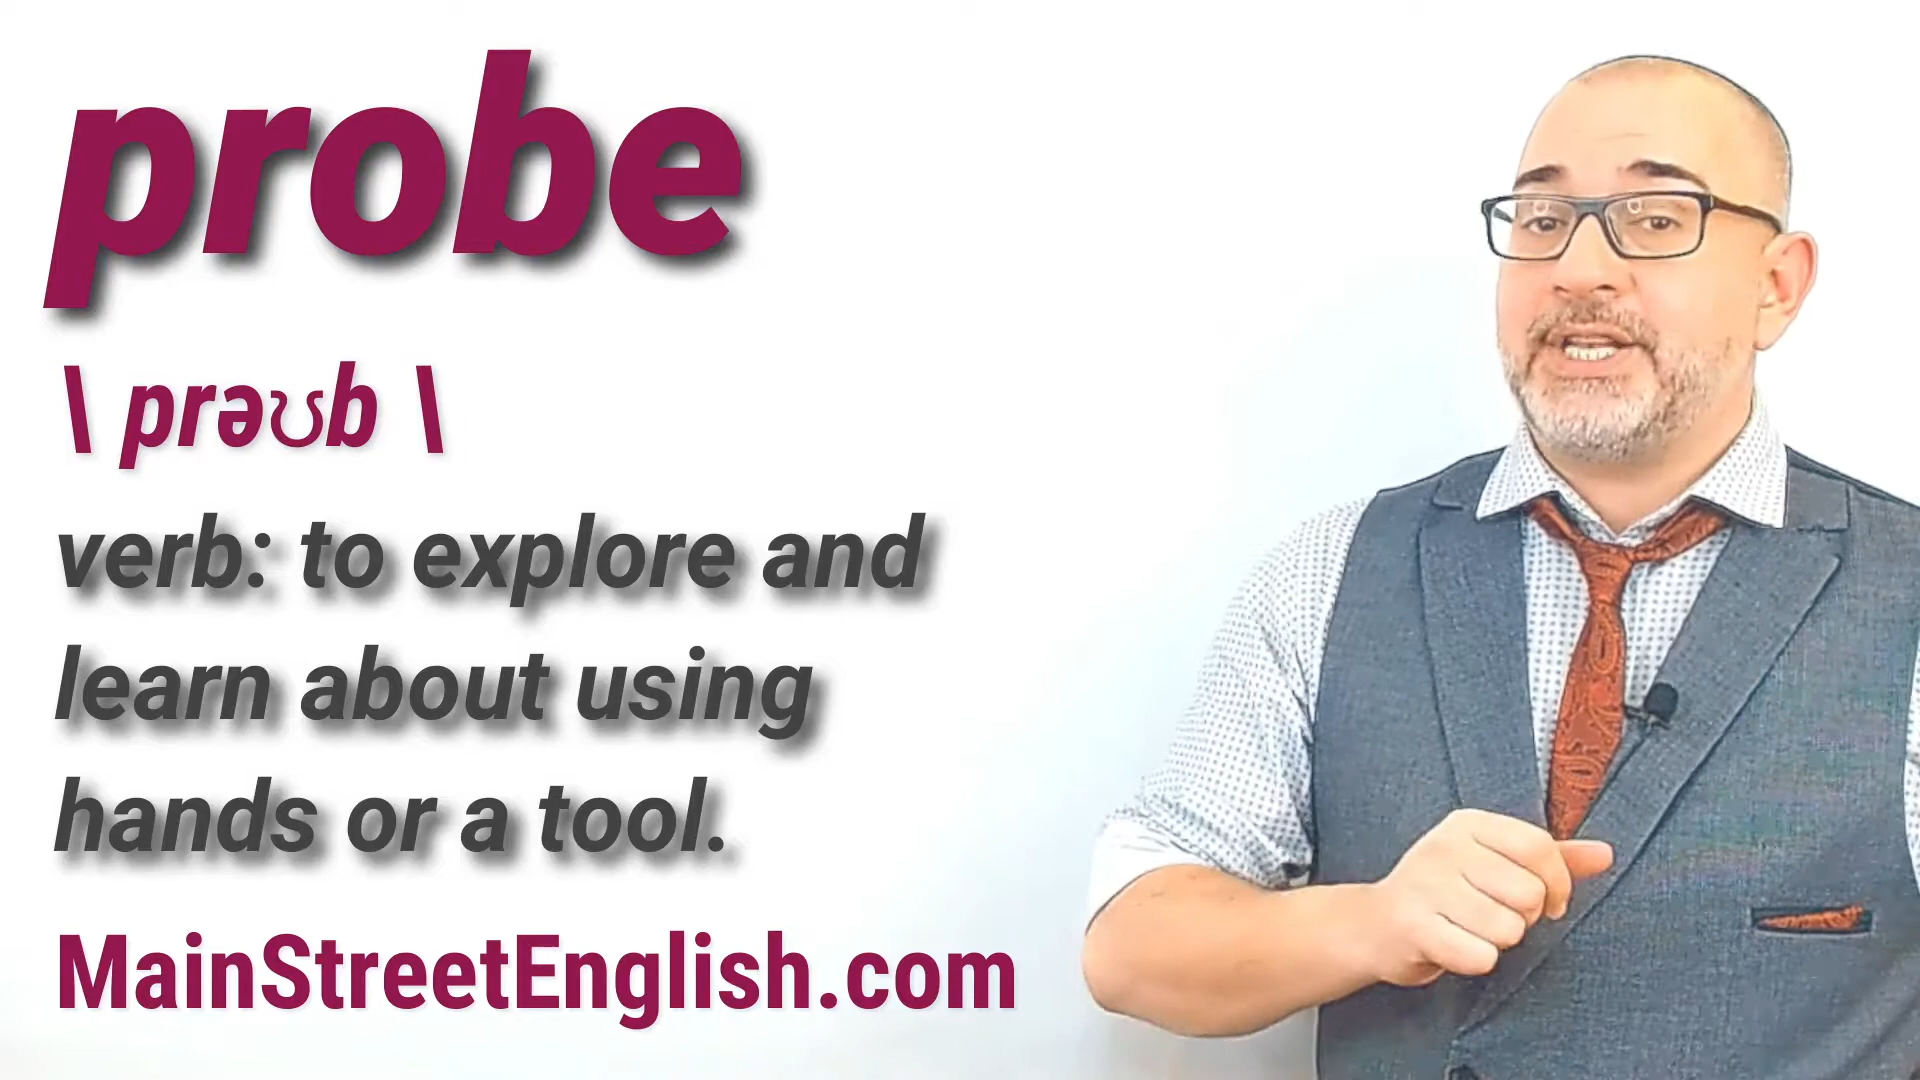 probe
\ prəʊb \
verb: to explore and
learn about using
hands or a tool.
MainStreetEnglish.com